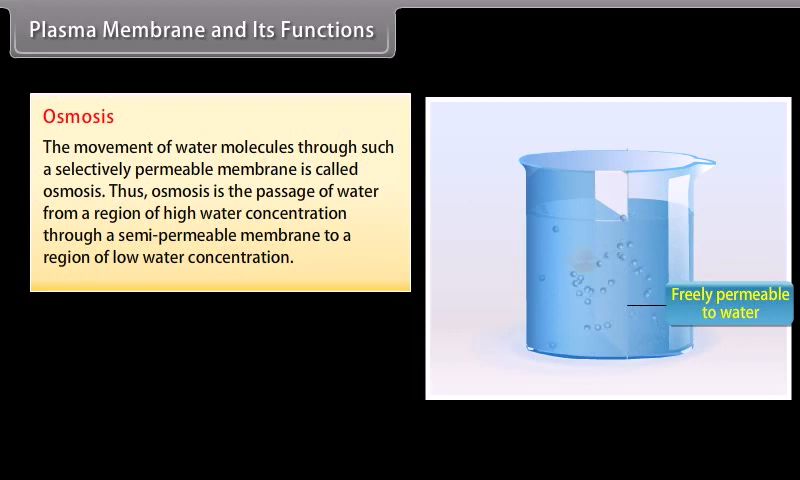 Plasma Membrane and Its Functions
Osmosis
The movement of water molecules through such
a selectively permeable membrane is called
osmosis. Thus, osmosis is the passage of water
from a region of high water concentration
through a semi-permeable membrane to a
region of low water concentration.
Freely permeable
to water